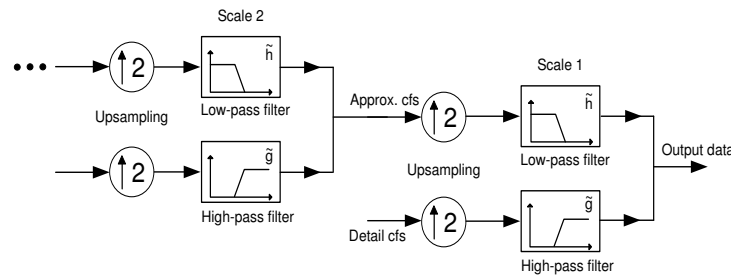 Scale 2
•••
↑2
h̃
Low-pass filter
Upsampling
↑2
g̃
High-pass filter
Approx. cfs
Scale 1
↑2
h̃
Low-pass filter
Upsampling
Output data
Detail cfs
↑2
g̃
High-pass filter